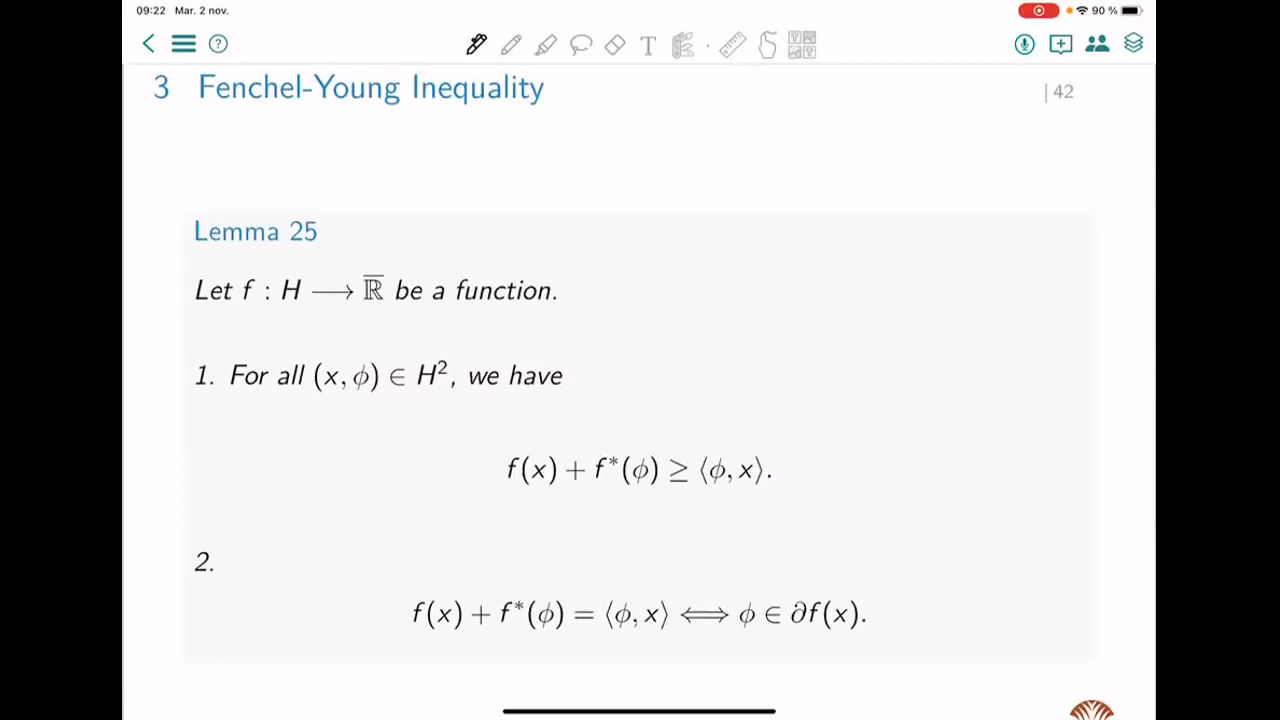 09:22 Mar. 2 nov.
90 %
3 Fenchel-Young Inequality
| 42
Lemma 25
Let f : H ⟶ ℝ̅ be a function.
1. For all (x, ϕ) ∈ H², we have
f(x) + f*(ϕ) ≥ ⟨ϕ, x⟩.
2.
f(x) + f*(ϕ) = ⟨ϕ, x⟩ ⟺ ϕ ∈ ∂f(x).